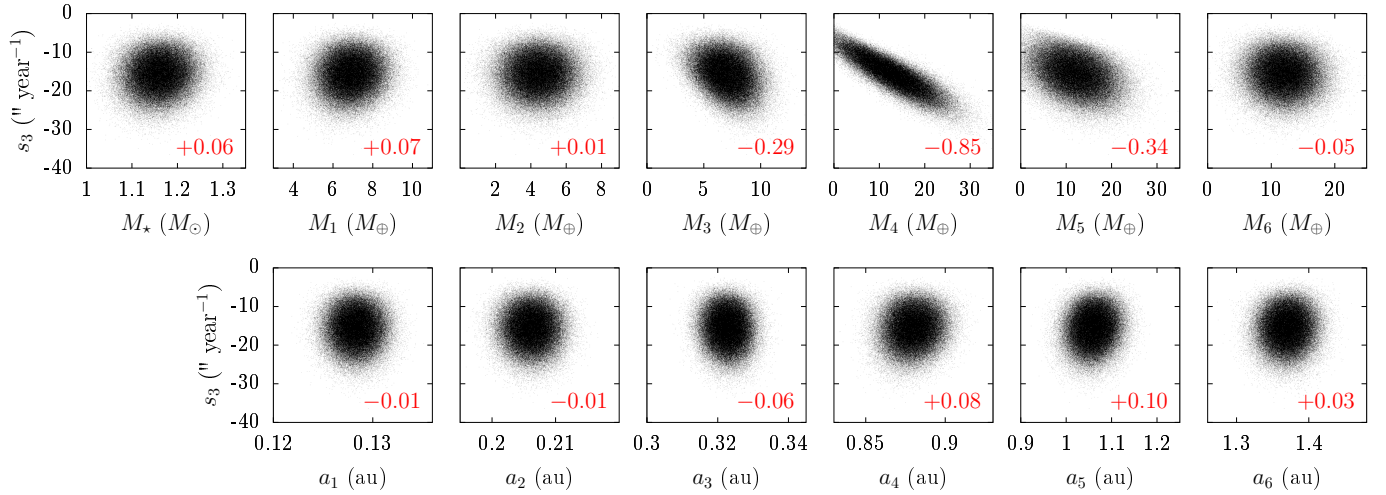 0
-10
-20
-30
-40
s₃ (" year⁻¹)
+0.06 +0.07 +0.01 −0.29 −0.85 −0.34 −0.05
1 1.1 1.2 1.3 4 6 8 10 2 4 6 8 0 5 10 0 10 20 30 0 10 20 30 0 10 20
M⋆ (M⊙) M₁ (M⊕) M₂ (M⊕) M₃ (M⊕) M₄ (M⊕) M₅ (M⊕) M₆ (M⊕)
0
-10
-20
-30
-40
s₃ (" year⁻¹)
−0.01 −0.01 −0.06 +0.08 +0.10 +0.03
0.12 0.13 0.2 0.21 0.3 0.32 0.34 0.85 0.9 0.9 1 1.1 1.2 1.3 1.4
a₁ (au) a₂ (au) a₃ (au) a₄ (au) a₅ (au) a₆ (au)